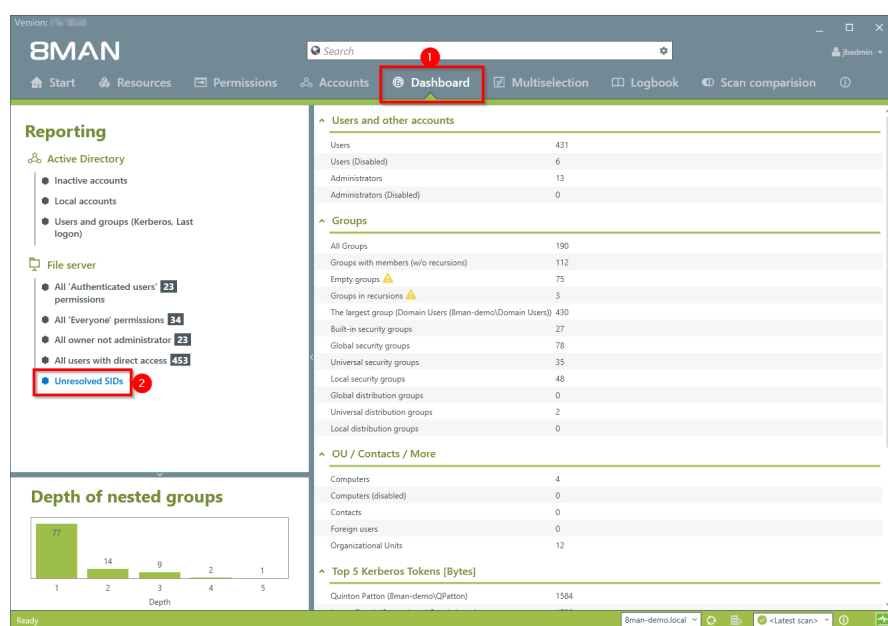 Version:
8MAN
Search
1
jbadmin
Start Resources Permissions Accounts Dashboard Multiselection Logbook Scan comparision
Reporting
Active Directory
Inactive accounts
Local accounts
Users and groups (Kerberos, Last
logon)
File server
All 'Authenticated users' 23
permissions
All 'Everyone' permissions 34
All owner not administrator 23
All users with direct access 453
Unresolved SIDs 2
Depth of nested groups
77
14
9
2
1
1 2 3 4 5
Depth
Users and other accounts
Users 431
Users (Disabled) 6
Administrators 13
Administrators (Disabled) 0
Groups
All Groups 190
Groups with members (w/o recursions) 112
Empty groups 75
Groups in recursions 3
The largest group (Domain Users (8man-demo\Domain Users)) 430
Built-in security groups 27
Global security groups 78
Universal security groups 35
Local security groups 48
Global distribution groups 0
Universal distribution groups 2
Local distribution groups 0
OU / Contacts / More
Computers 4
Computers (disabled) 0
Contacts 0
Foreign users 0
Organizational Units 12
Top 5 Kerberos Tokens [Bytes]
Quinton Patton (8man-demo\QPatton) 1584
Ready
8man-demo.local
<Latest scan>